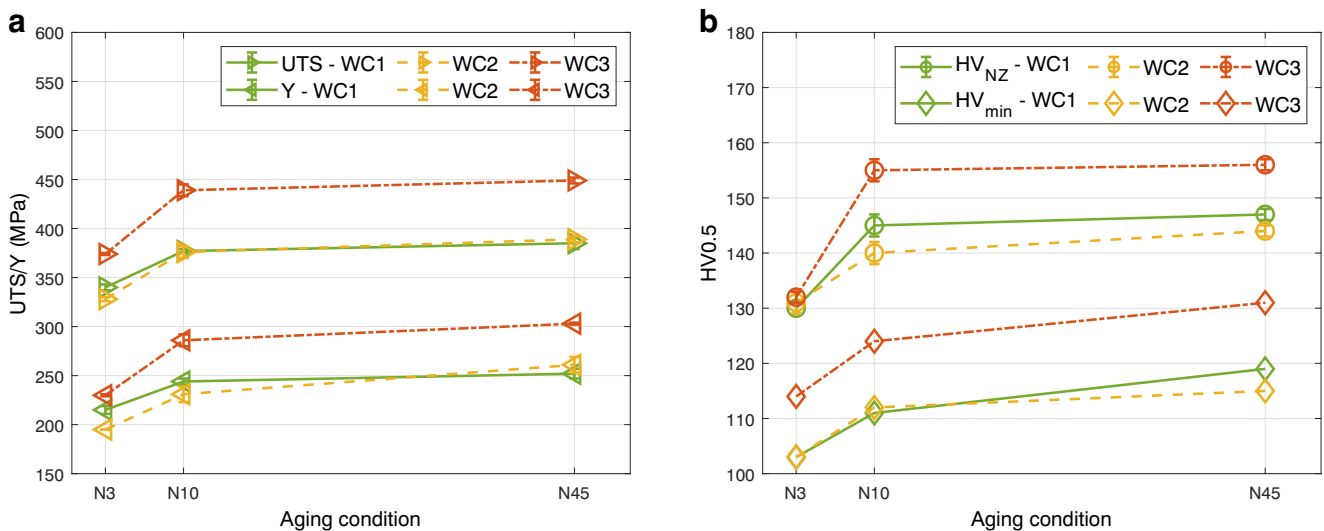 a
600
550
500
450
400
350
300
250
200
150
UTS/Y (MPa)
UTS - WC1 WC2 WC3
Y - WC1 WC2 WC3
N3 N10 N45
Aging condition
b
180
170
160
150
140
130
120
110
100
HV0.5
HV_NZ - WC1 WC2 WC3
HV_min - WC1 WC2 WC3
N3 N10 N45
Aging condition